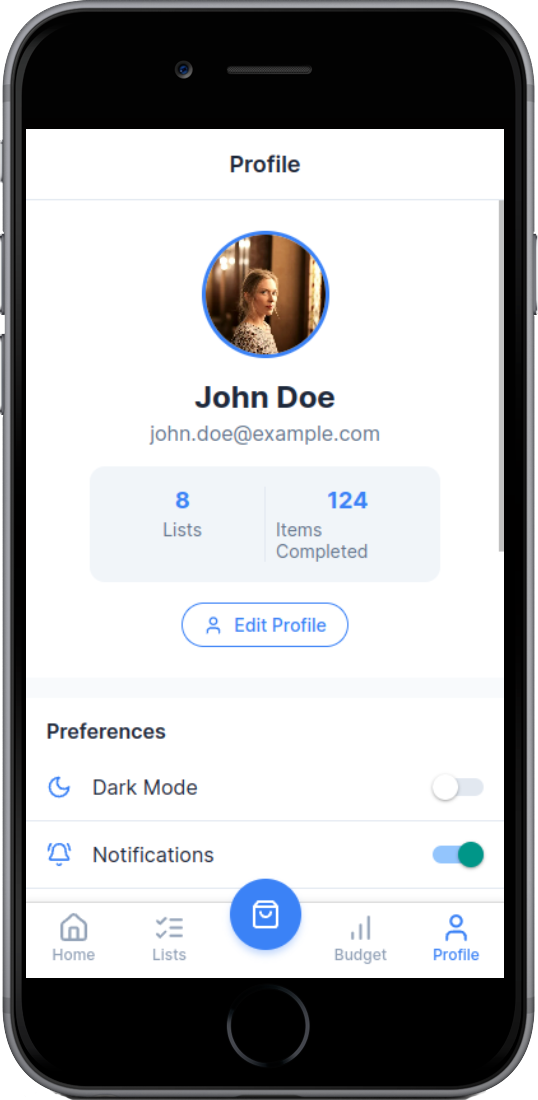 Profile
John Doe
john.doe@example.com
8
Lists
124
Items
Completed
Edit Profile
Preferences
Dark Mode
Notifications
Home
Lists
Budget
Profile